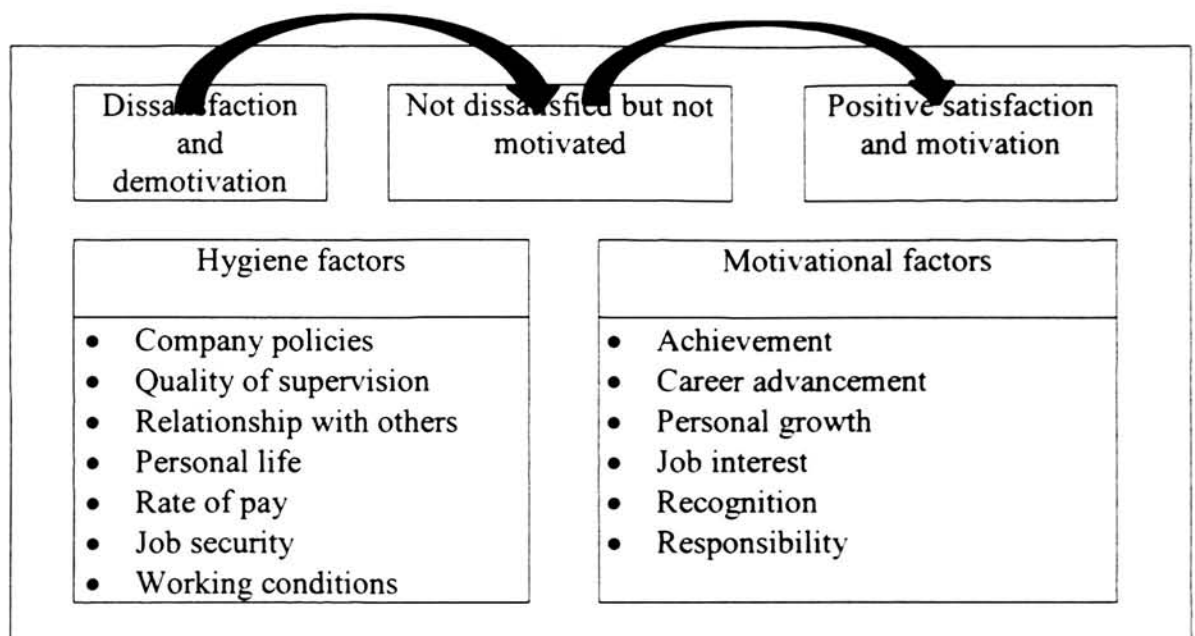 Dissatisfaction
and
demotivation
Not dissatisfied but not
motivated
Positive satisfaction
and motivation
Hygiene factors
• Company policies
• Quality of supervision
• Relationship with others
• Personal life
• Rate of pay
• Job security
• Working conditions
Motivational factors
• Achievement
• Career advancement
• Personal growth
• Job interest
• Recognition
• Responsibility